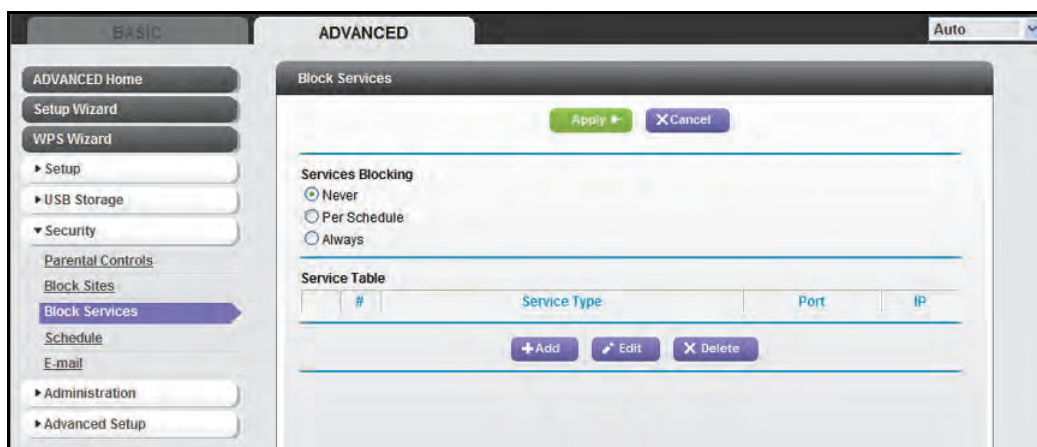 BASIC
ADVANCED
Auto
ADVANCED Home
Setup Wizard
WPS Wizard
Setup
USB Storage
Security
Parental Controls
Block Sites
Block Services
Schedule
E-mail
Administration
Advanced Setup
Block Services
Apply
Cancel
Services Blocking
Never
Per Schedule
Always
Service Table
# Service Type Port IP
Add Edit Delete